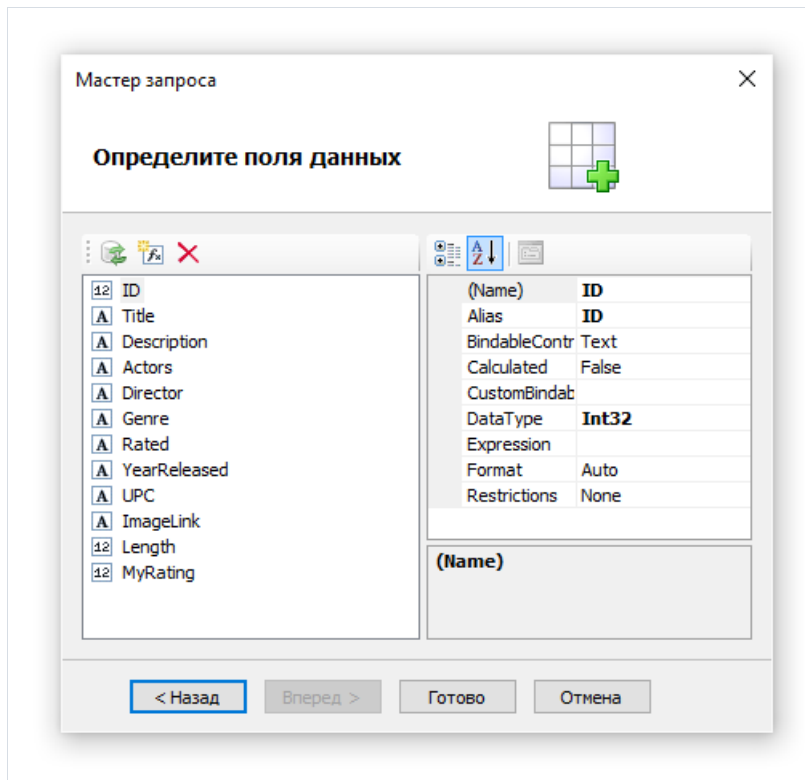 Мастер запроса
Определите поля данных
ID
Title
Description
Actors
Director
Genre
Rated
YearReleased
UPC
ImageLink
Length
MyRating
(Name) ID
Alias ID
BindableContr Text
Calculated False
CustomBindab
DataType Int32
Expression
Format Auto
Restrictions None
(Name)
< Назад Вперед > Готово Отмена